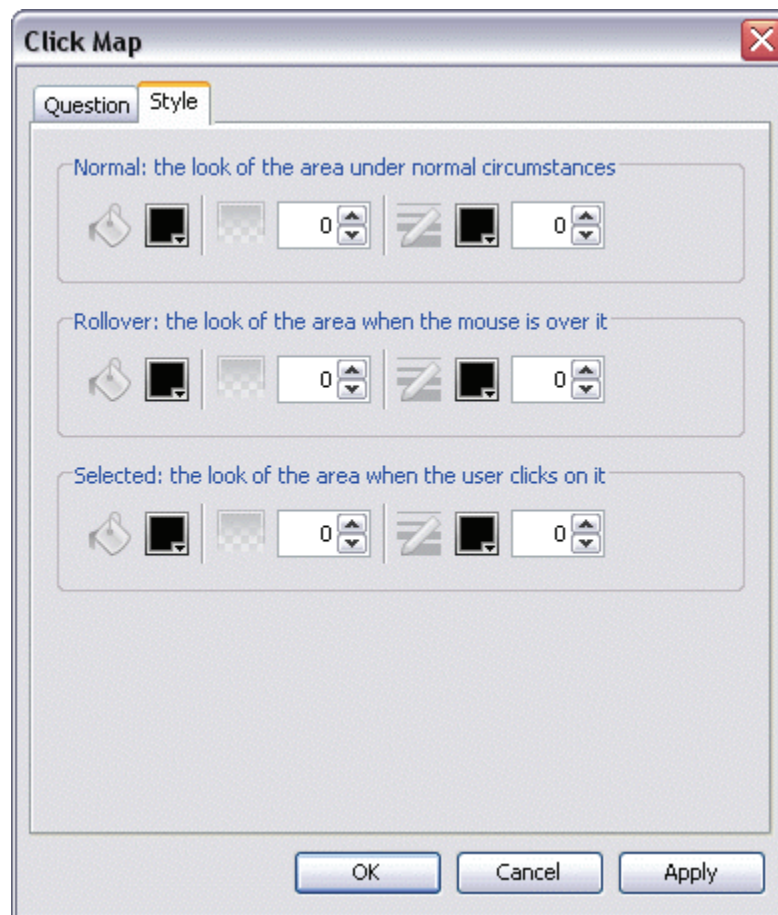 Click Map
Question Style
Normal: the look of the area under normal circumstances
0 0
Rollover: the look of the area when the mouse is over it
0 0
Selected: the look of the area when the user clicks on it
0 0
OK Cancel Apply